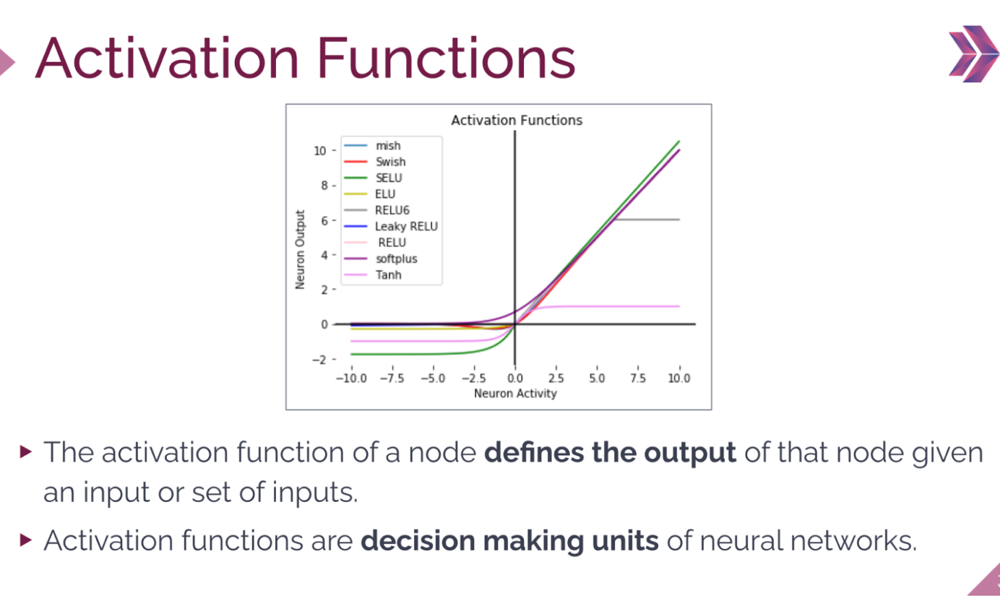 Activation Functions
Activation Functions
mish
Swish
SELU
ELU
RELU6
Leaky RELU
RELU
softplus
Tanh
Neuron Output
10
8
6
4
2
0
−2
−10.0 −7.5 −5.0 −2.5 0.0 2.5 5.0 7.5 10.0
Neuron Activity
The activation function of a node defines the output of that node given
an input or set of inputs.
Activation functions are decision making units of neural networks.